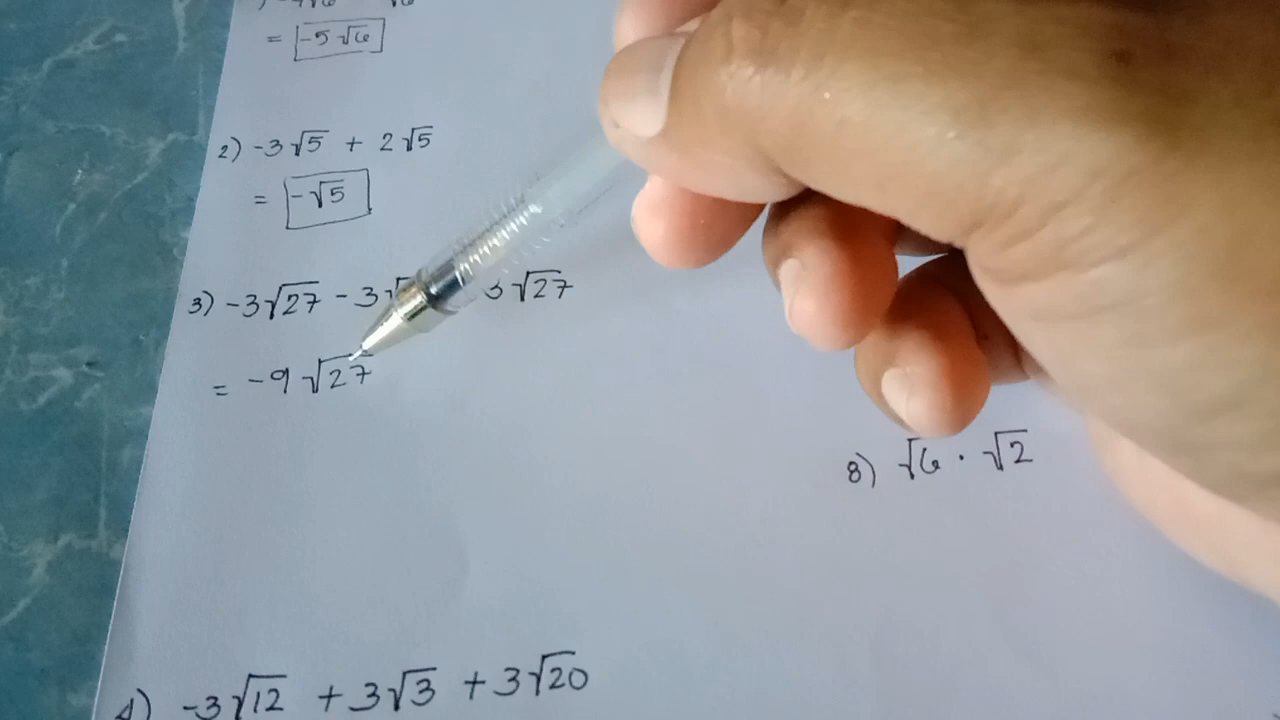 = -5√6
2) -3√5 + 2√5
= -√5
3) -3√27 - 3√ 3√27
= -9√27
8) √6 · √2
4) -3√12 + 3√3 + 3√20